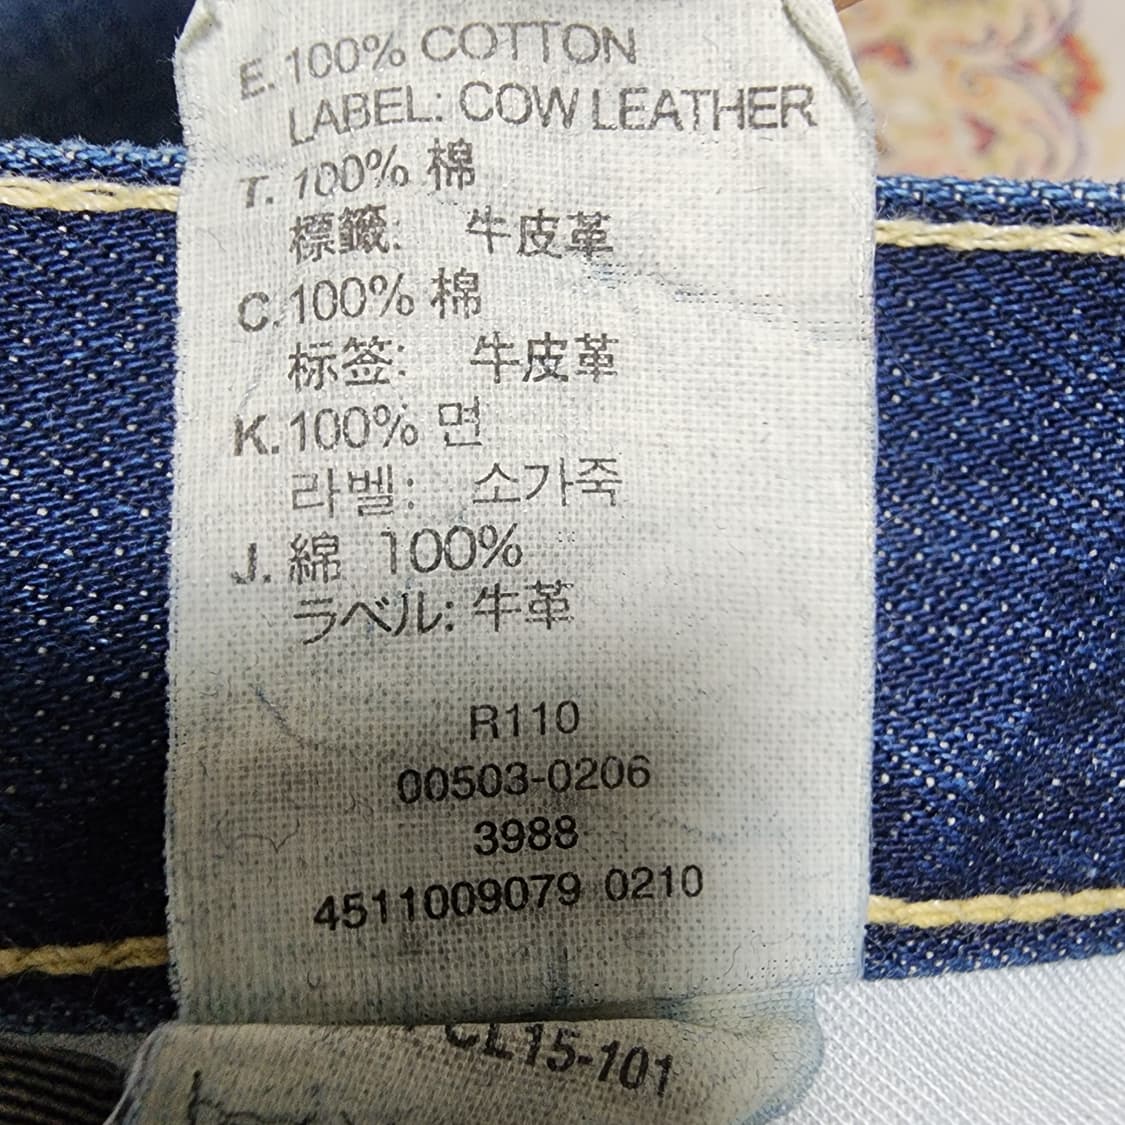 E. 100% COTTON
LABEL: COW LEATHER
T. 100% 棉
標籤: 牛皮革
C. 100% 棉
标签: 牛皮革
K. 100% 면
라벨: 소가죽
J. 綿 100%
ラベル: 牛革
R110
00503-0206
3988
4511009079 0210
CL15-101